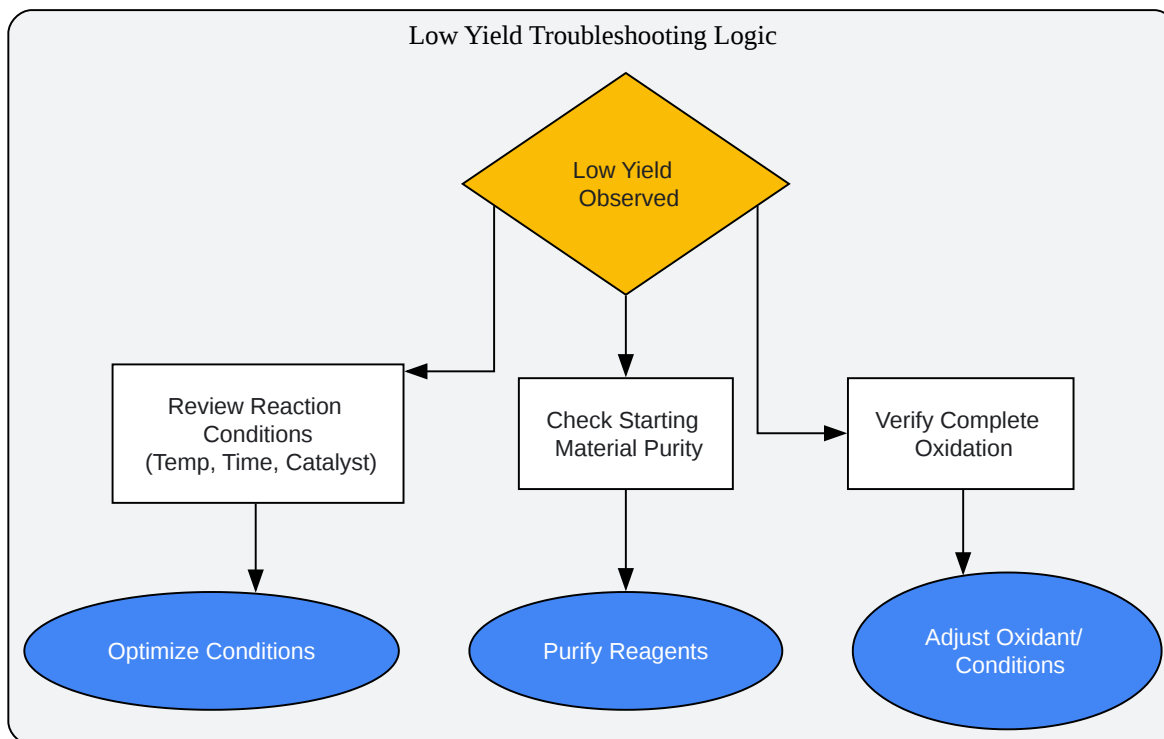 Low Yield Troubleshooting Logic
Low Yield
Observed
Review Reaction
Conditions
(Temp, Time, Catalyst)
Check Starting
Material Purity
Verify Complete
Oxidation
Optimize Conditions
Purify Reagents
Adjust Oxidant/
Conditions